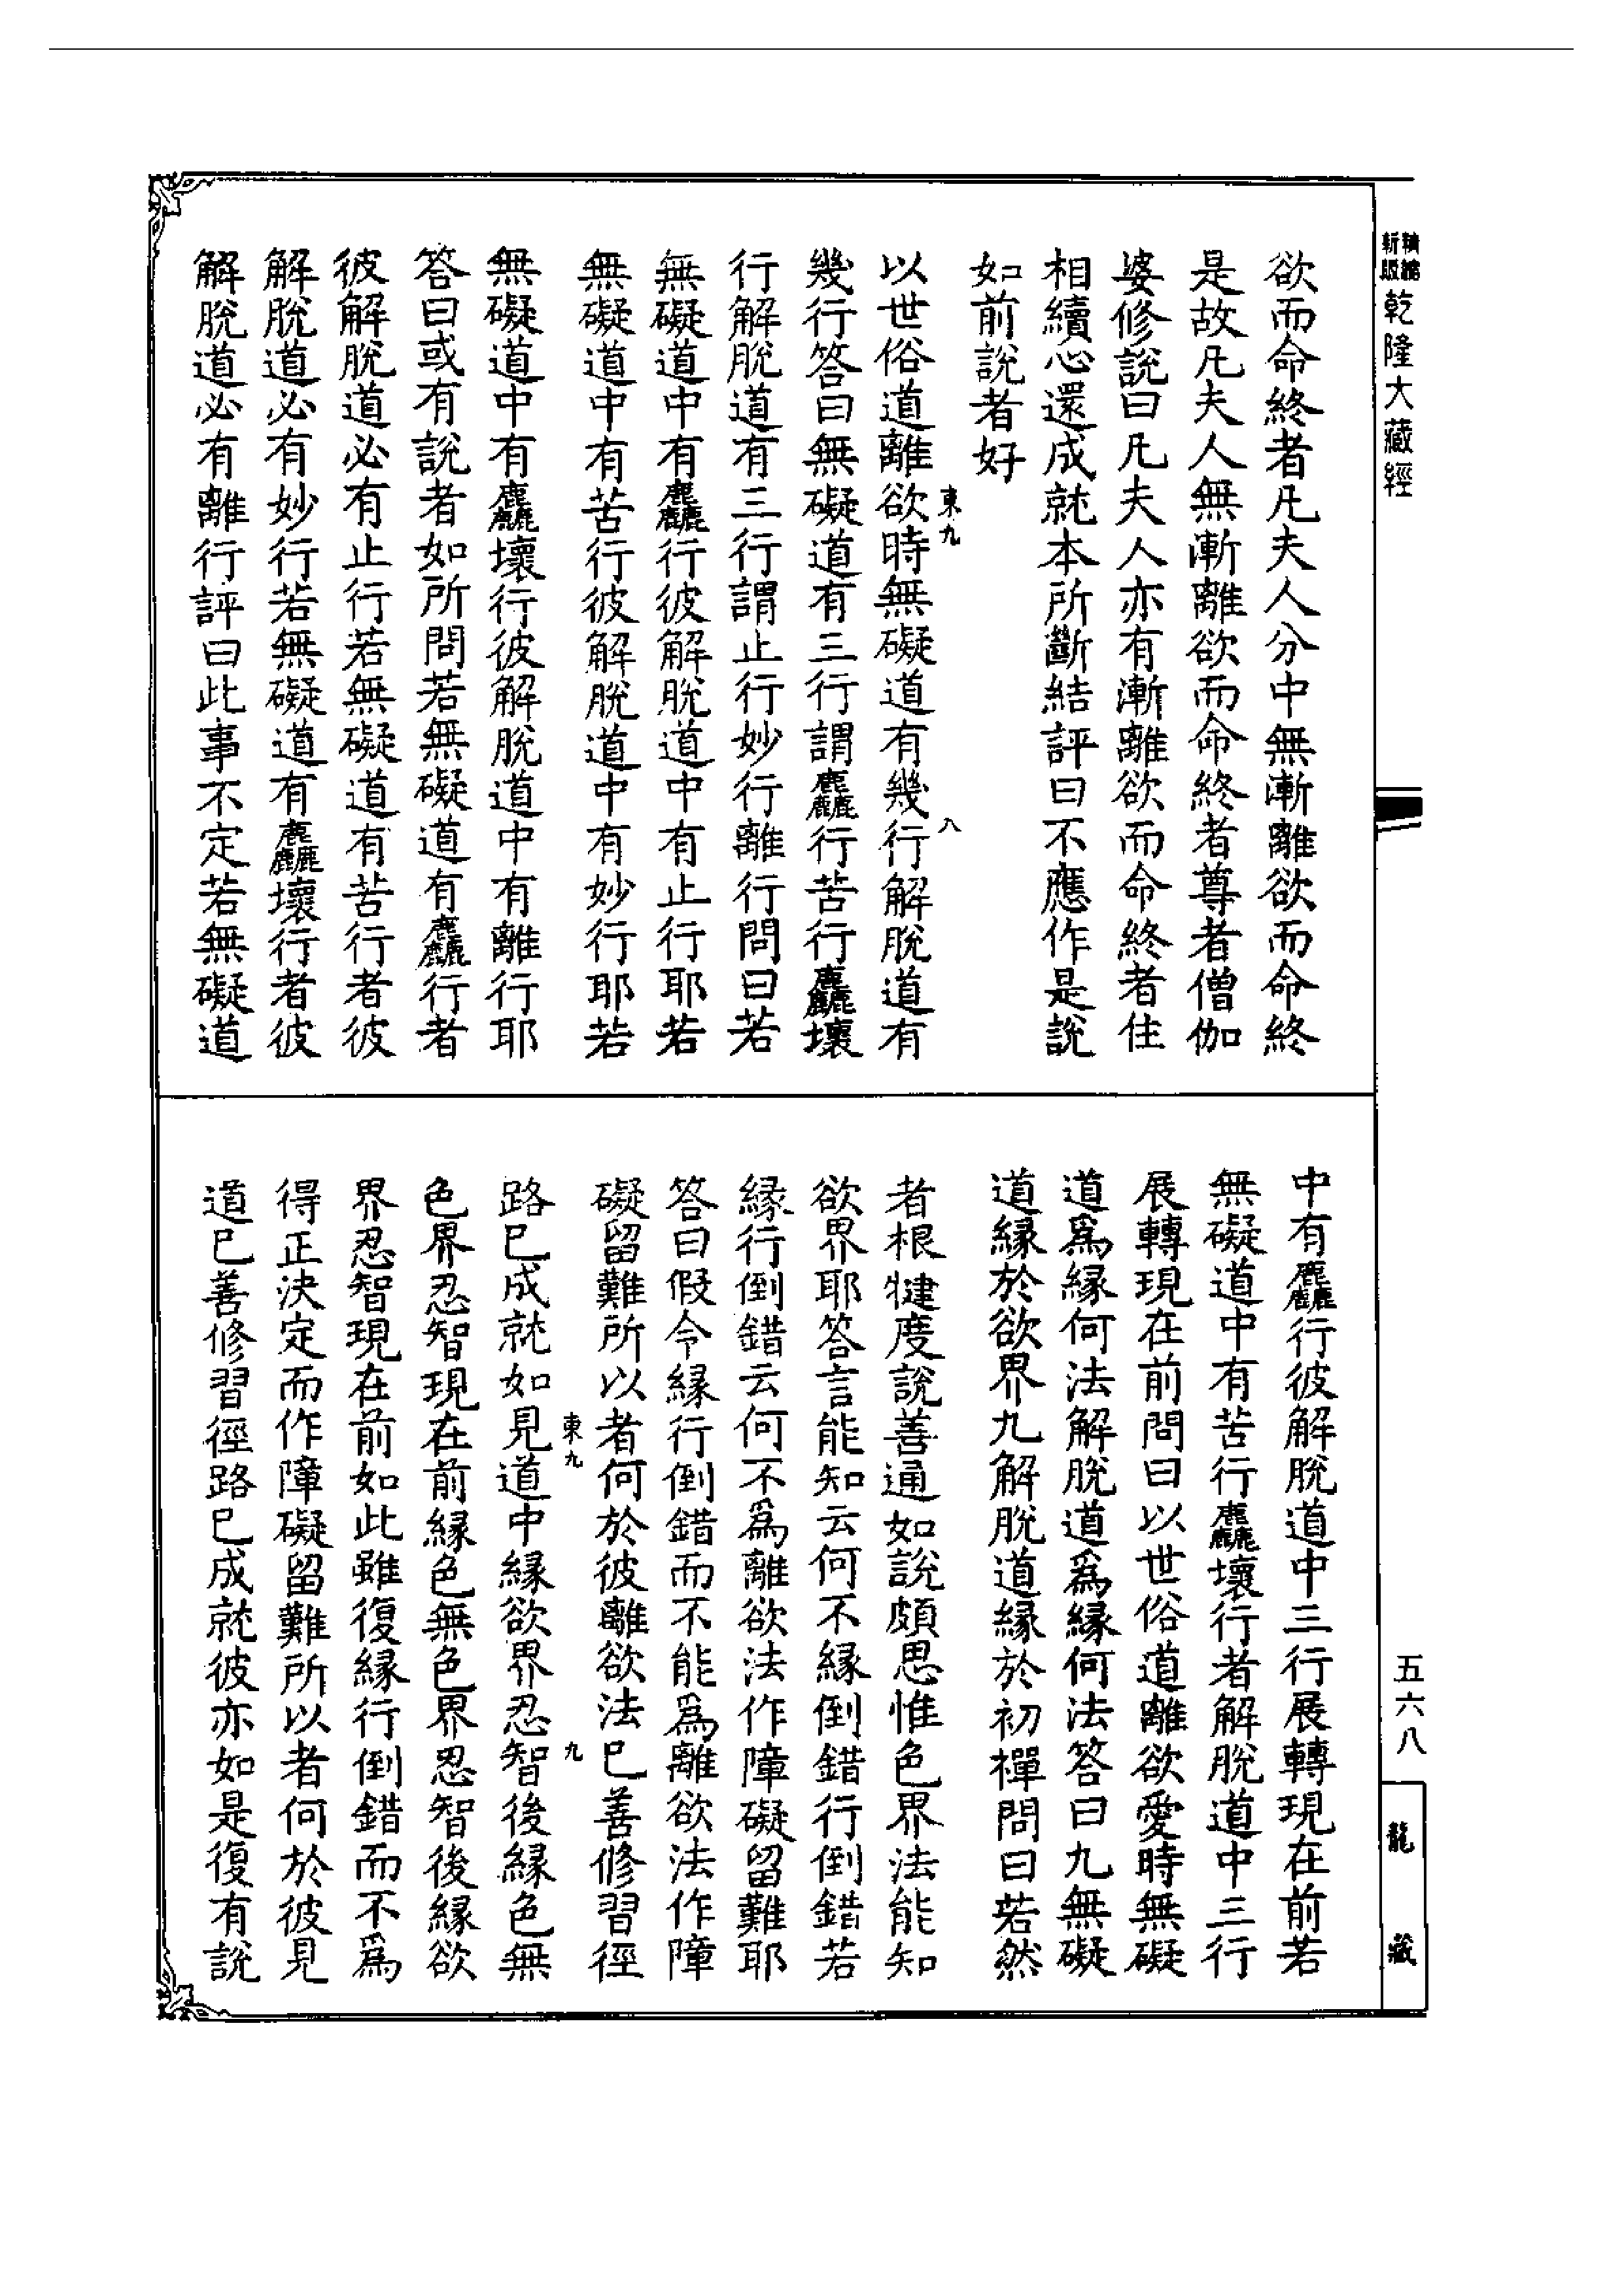 精縮
新版
乾隆大藏經
欲而命終者凡夫人分中無漸離欲而命終
是故凡夫人無漸離欲而命終者尊者僧伽
婆修說曰凡夫人亦有漸離欲而命終者住
相續心還成就本所斷結評曰不應作是說
如前說者好
東九
八
以世俗道離欲時無礙道有幾行解脫道有
幾行答曰無礙道有三行謂麤行苦行麤壞
行解脫道有三行謂止行妙行離行問曰若
無礙道中有麤行彼解脫道中有止行耶若
無礙道中有苦行彼解脫道中有妙行耶若
無礙道中有麤壞行彼解脫道中有離行耶
答曰或有說者如所問若無礙道有麤行者
彼解脫道必有止行若無礙道有苦行者彼
解脫道必有妙行若無礙道有麤壞行者彼
解脫道必有離行評曰此事不定若無礙道
中有麤行彼解脫道中三行展轉現在前若
無礙道中有苦行麤壞行者解脫道中三行
展轉現在前問曰以世俗道離欲愛時無礙
道爲緣何法解脫道爲緣何法答曰九無礙
道緣於欲界九解脫道緣於初禪問曰若然
者根犍度說善通如說頗思惟色界法能知
欲界耶答言能知云何不緣倒錯行倒錯若
緣行倒錯云何不爲離欲法作障礙留難耶
答曰假令緣行倒錯而不能爲離欲法作障
礙留難所以者何於彼離欲法已善修習徑
東九
九
路已成就如見道中緣欲界忍智後緣色無
色界忍智現在前緣色無色界忍智後緣欲
界忍智現在前如此雖復緣行倒錯而不爲
得正決定而作障礙留難所以者何於彼見
道已善修習徑路已成就彼亦如是復有說
五六八
龍藏